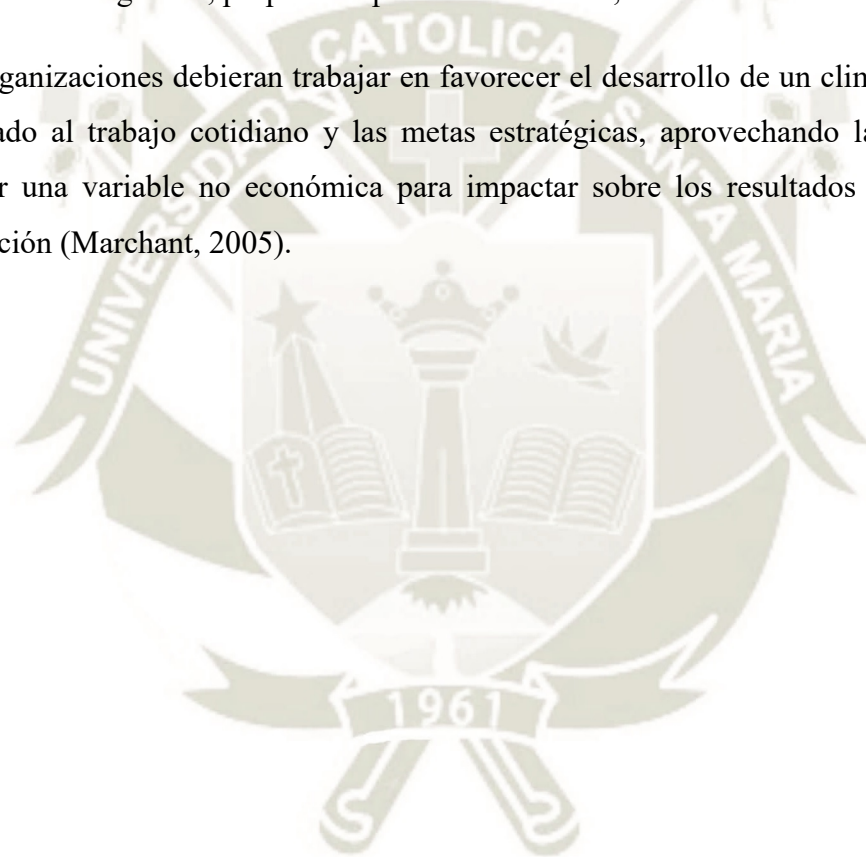 ganizaciones debieran trabajar en favorecer el desarrollo de un clim
ado al trabajo cotidiano y las metas estratégicas, aprovechando la
r una variable no económica para impactar sobre los resultados
ción (Marchant, 2005).
UNIVERSIDAD CATOLICA SANTA MARIA
1961